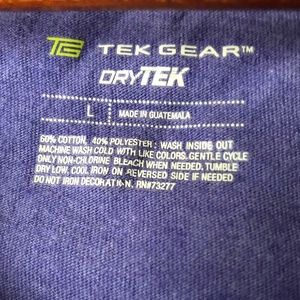 TEK GEAR™
DRYTEK
L MADE IN GUATEMALA
60% COTTON, 40% POLYESTER: WASH INSIDE OUT
MACHINE WASH COLD WITH LIKE COLORS. GENTLE CYCLE
ONLY NON-CHLORINE BLEACH WHEN NEEDED. TUMBLE
DRY LOW. COOL IRON ON REVERSED SIDE IF NEEDED
DO NOT IRON DECORATION. RN#73277